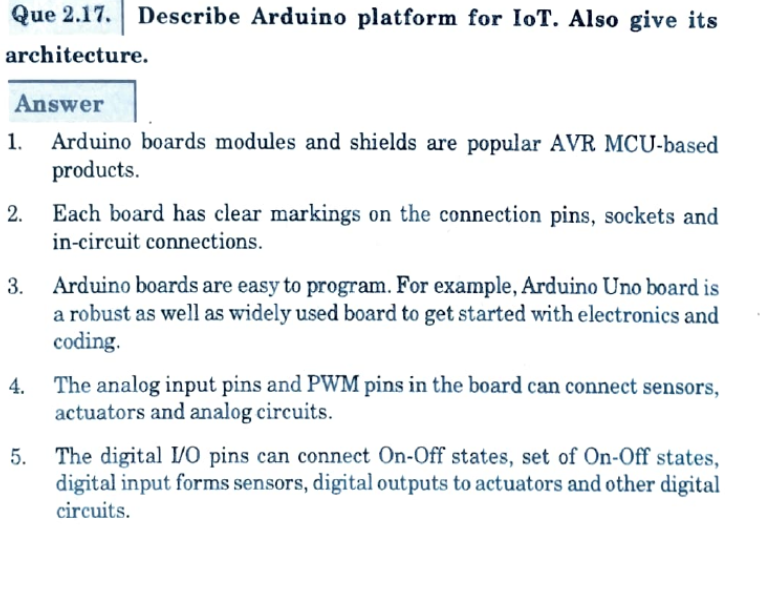 Que 2.17. Describe Arduino platform for IoT. Also give its
architecture.
Answer
1. Arduino boards modules and shields are popular AVR MCU-based
products.
2. Each board has clear markings on the connection pins, sockets and
in-circuit connections.
3. Arduino boards are easy to program. For example, Arduino Uno board is
a robust as well as widely used board to get started with electronics and
coding.
4. The analog input pins and PWM pins in the board can connect sensors,
actuators and analog circuits.
5. The digital I/O pins can connect On-Off states, set of On-Off states,
digital input forms sensors, digital outputs to actuators and other digital
circuits.